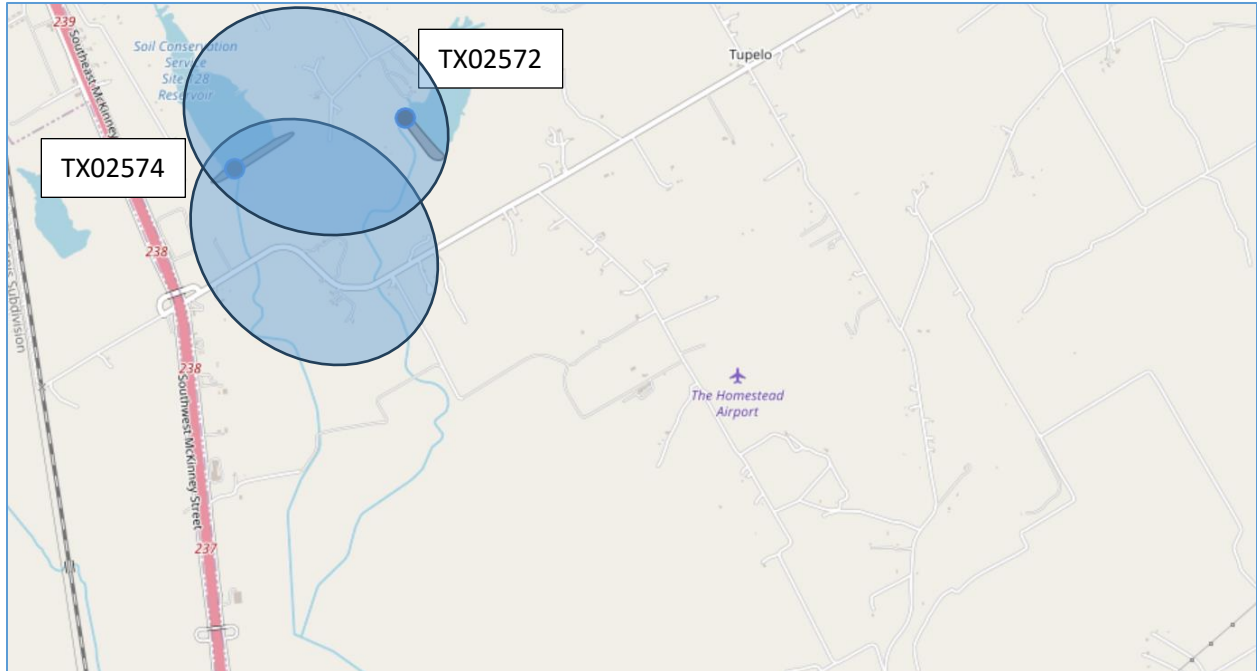 239
Southeast McKinney
Soil Conservation
Service
Site 28
Reservoir
TX02572
Tupelo
TX02574
238
Subdivision
238
Southwest McKinney Street
The Homestead
Airport
237